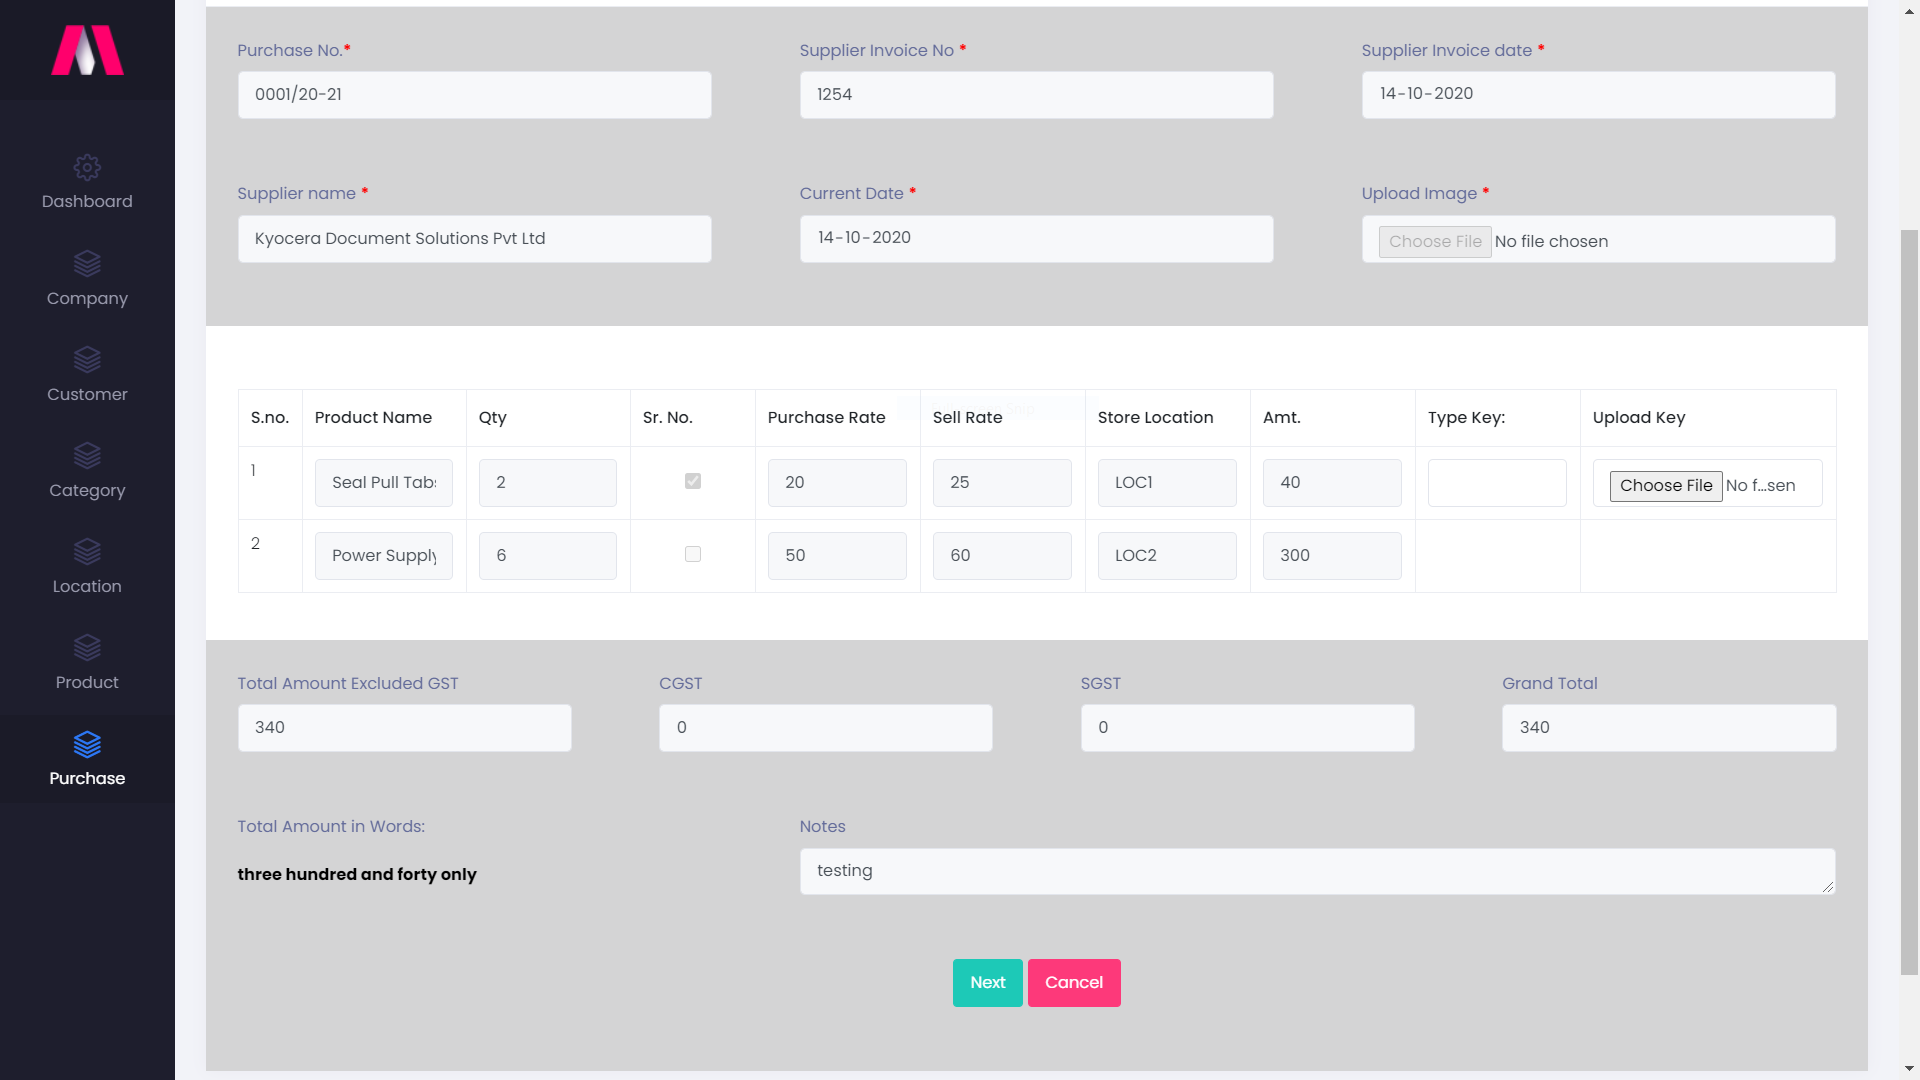 Purchase No.*
Supplier Invoice No *
Supplier Invoice date *
0001/20-21
1254
14-10-2020
Supplier name *
Current Date *
Upload Image *
Kyocera Document Solutions Pvt Ltd
14-10-2020
Choose File No file chosen
Dashboard
Company
Customer
Category
Location
Product
Purchase
S.no. Product Name Qty Sr. No. Purchase Rate Sell Rate Store Location Amt. Type Key: Upload Key
1 Seal Pull Tab 2 20 25 LOC1 40 Choose File No f...sen
2 Power Supply 6 50 60 LOC2 300
Total Amount Excluded GST
CGST
SGST
Grand Total
340
0
0
340
Total Amount in Words:
Notes
three hundred and forty only
testing
Next Cancel